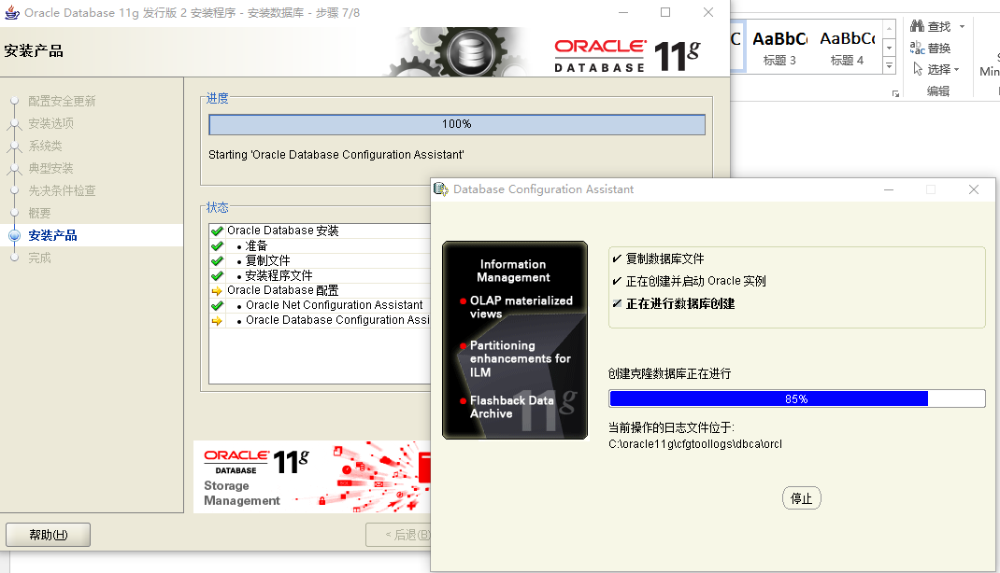 Oracle Database 11g 发行版 2 安装程序 - 安装数据库 - 步骤 7/8
安装产品
ORACLE
DATABASE
11g
配置安全更新
安装选项
系统类
典型安装
先决条件检查
概要
安装产品
完成
进度
100%
Starting 'Oracle Database Configuration Assistant'
状态
Oracle Database 安装
• 准备
• 复制文件
• 安装程序文件
Oracle Database 配置
• Oracle Net Configuration Assistant
• Oracle Database Configuration Assi
ORACLE
DATABASE
11g
Storage
Management
帮助(H)
< 后退(B)
C
AaBbC
AaBbC
标题 3
标题 4
查找
替换
选择
编辑
Min
Database Configuration Assistant
Information
Management
OLAP materialized
views
Partitioning
enhancements for
ILM
Flashback Data
Archive
11g
复制数据库文件
正在创建并启动 Oracle 实例
正在进行数据库创建
创建克隆数据库正在进行
85%
当前操作的日志文件位于:
C:\oracle11g\cfgtoollogs\dbca\orcl
停止